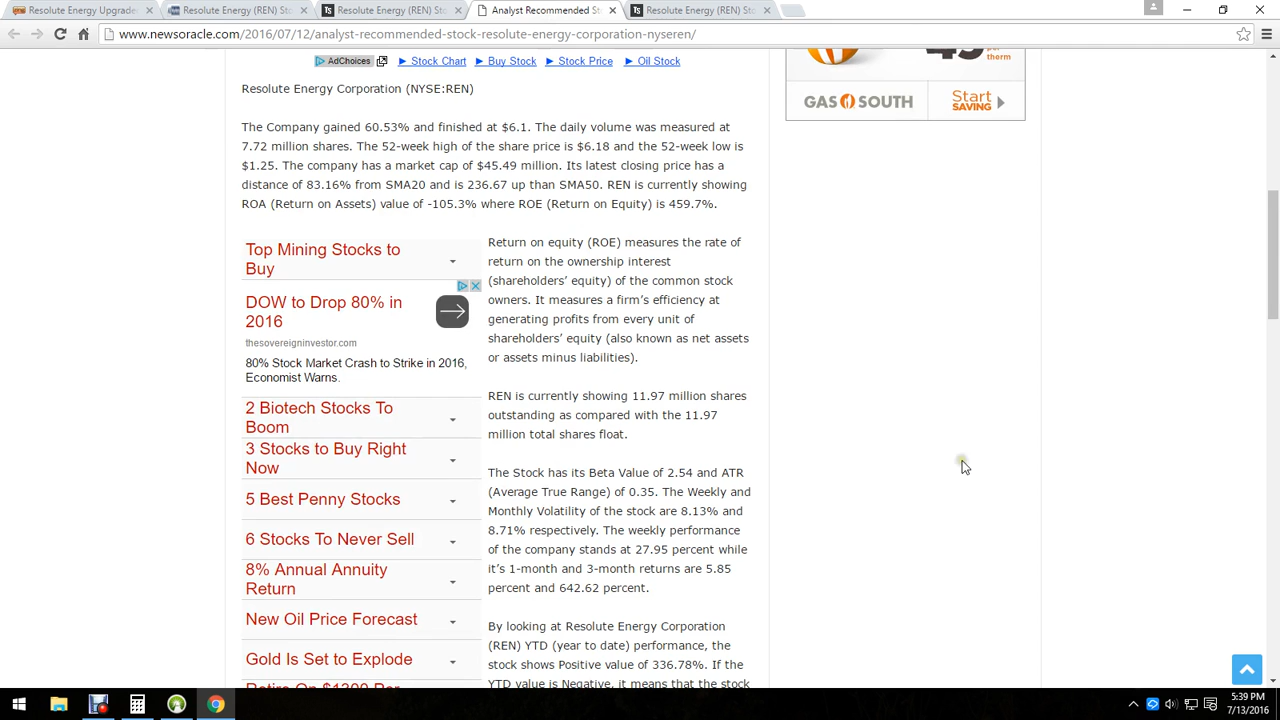 Resolute Energy Upgrade
Resolute Energy (REN) St
Resolute Energy (REN) St
Analyst Recommended S
Resolute Energy (REN) St
www.newsoracle.com/2016/07/12/analyst-recommended-stock-resolute-energy-corporation-nyseren/
AdChoices
Stock Chart
Buy Stock
Stock Price
Oil Stock
per
therm
GAS SOUTH
Start
SAVING
Resolute Energy Corporation (NYSE:REN)
The Company gained 60.53% and finished at $6.1. The daily volume was measured at
7.72 million shares. The 52-week high of the share price is $6.18 and the 52-week low is
$1.25. The company has a market cap of $45.49 million. Its latest closing price has a
distance of 83.16% from SMA20 and is 236.67 up than SMA50. REN is currently showing
ROA (Return on Assets) value of -105.3% where ROE (Return on Equity) is 459.7%.
Top Mining Stocks to
Buy
DOW to Drop 80% in
2016
thesovereigninvestor.com
80% Stock Market Crash to Strike in 2016,
Economist Warns.
2 Biotech Stocks To
Boom
3 Stocks to Buy Right
Now
5 Best Penny Stocks
6 Stocks To Never Sell
8% Annual Annuity
Return
New Oil Price Forecast
Gold Is Set to Explode
Return on equity (ROE) measures the rate of
return on the ownership interest
(shareholders’ equity) of the common stock
owners. It measures a firm’s efficiency at
generating profits from every unit of
shareholders’ equity (also known as net assets
or assets minus liabilities).
REN is currently showing 11.97 million shares
outstanding as compared with the 11.97
million total shares float.
The Stock has its Beta Value of 2.54 and ATR
(Average True Range) of 0.35. The Weekly and
Monthly Volatility of the stock are 8.13% and
8.71% respectively. The weekly performance
of the company stands at 27.95 percent while
it’s 1-month and 3-month returns are 5.85
percent and 642.62 percent.
By looking at Resolute Energy Corporation
(REN) YTD (year to date) performance, the
stock shows Positive value of 336.78%. If the
YTD value is Negative, it means that the stock
5:39 PM
7/13/2016